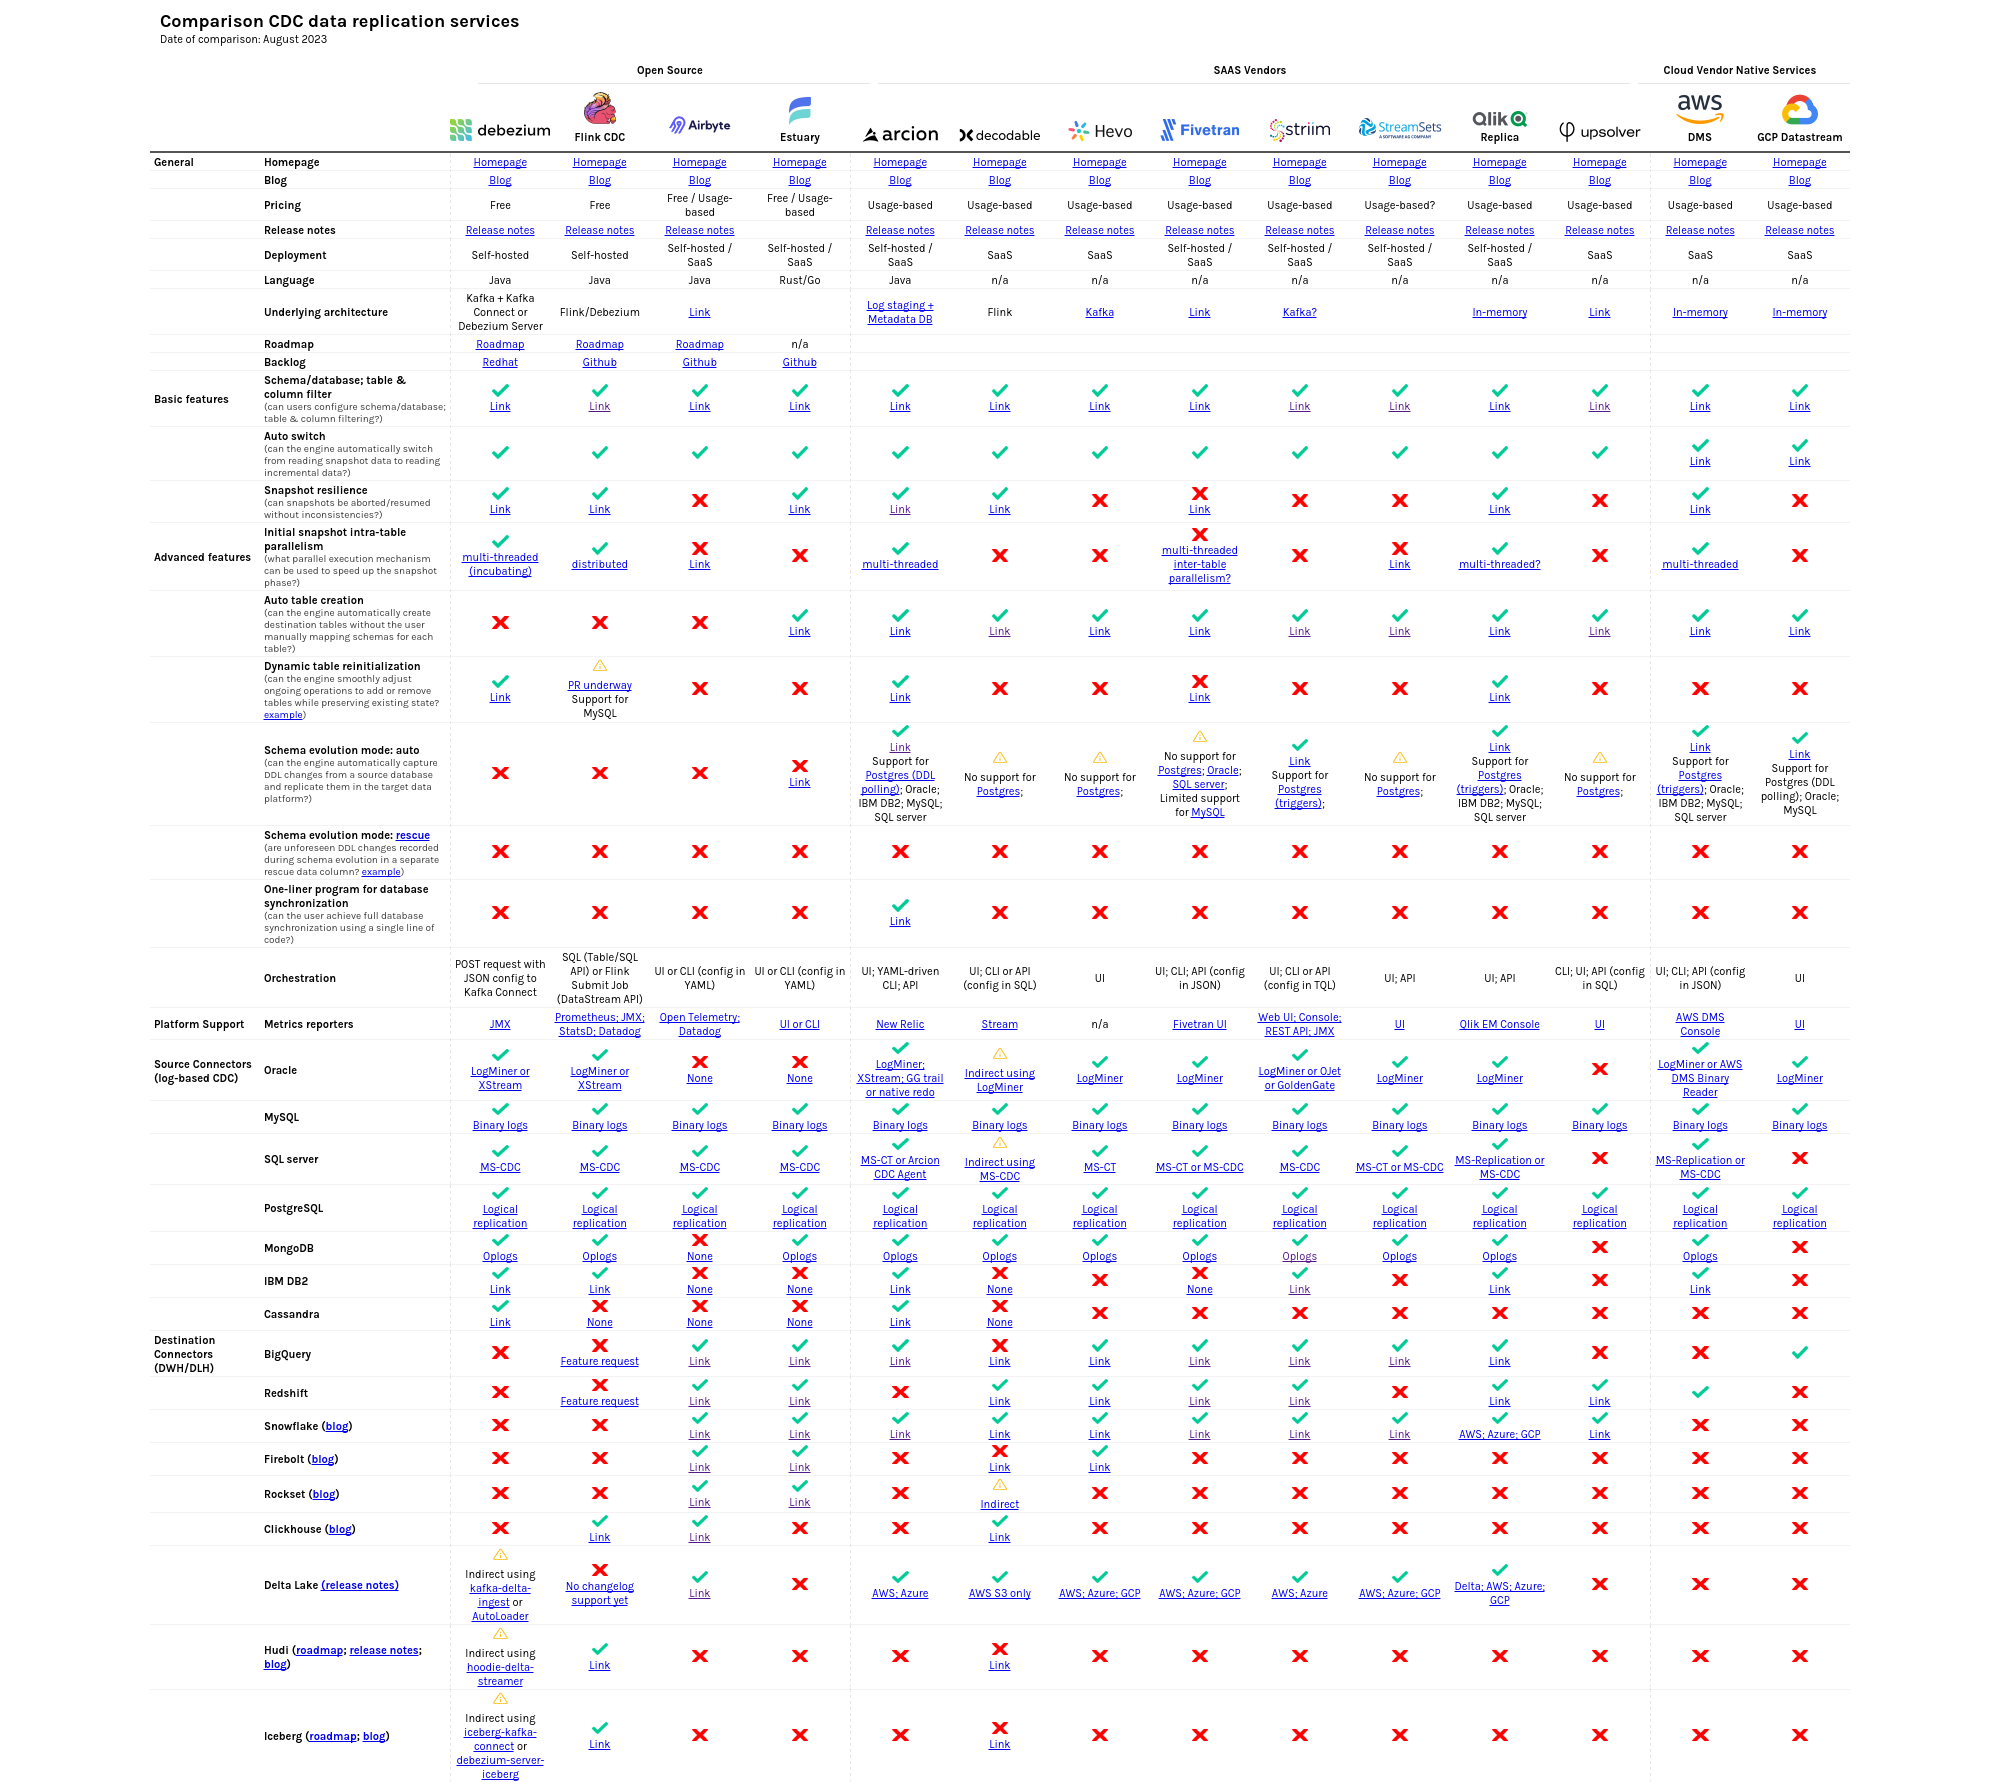 Comparison CDC data replication services
Date of comparison: August 2023
Open Source SAAS Vendors Cloud Vendor Native Services
debezium Flink CDC Airbyte Estuary arcion decodable Hevo Fivetran striim StreamSets A SOFTWARE AG COMPANY Qlik Replica upsolver aws DMS GCP Datastream
General Homepage Homepage Homepage Homepage Homepage Homepage Homepage Homepage Homepage Homepage Homepage Homepage Homepage Homepage Homepage
Blog Blog Blog Blog Blog Blog Blog Blog Blog Blog Blog Blog Blog Blog Blog
Pricing Free Free Free / Usage-based Free / Usage-based Usage-based Usage-based Usage-based Usage-based Usage-based Usage-based? Usage-based Usage-based Usage-based Usage-based
Release notes Release notes Release notes Release notes Release notes Release notes Release notes Release notes Release notes Release notes Release notes Release notes Release notes Release notes
Deployment Self-hosted Self-hosted Self-hosted / SaaS Self-hosted / SaaS Self-hosted / SaaS SaaS SaaS Self-hosted / SaaS Self-hosted / SaaS Self-hosted / SaaS Self-hosted / SaaS SaaS SaaS SaaS
Language Java Java Java Rust/Go Java n/a n/a n/a n/a n/a n/a n/a n/a n/a
Underlying architecture Kafka + Kafka Connect or Debezium Server Flink/Debezium Link Log staging + Metadata DB Flink Kafka Link Kafka? In-memory Link In-memory In-memory
Roadmap Roadmap Roadmap Roadmap n/a
Backlog Redhat Github Github Github
Basic features Schema/database; table & column filter
(can users configure schema/database; table & column filtering?)
Link Link Link Link Link Link Link Link Link Link Link Link Link Link
Auto switch
(can the engine automatically switch from reading snapshot data to reading incremental data?)
Link Link
Snapshot resilience
(can snapshots be aborted/resumed without inconsistencies?)
Link Link Link Link Link Link Link Link
Advanced features Initial snapshot intra-table parallelism
(what parallel execution mechanism can be used to speed up the snapshot phase?)
multi-threaded (incubating) distributed Link multi-threaded multi-threaded inter-table parallelism? Link multi-threaded? multi-threaded
Auto table creation
(can the engine automatically create destination tables without the user manually mapping schemas for each table?)
Link Link Link Link Link Link Link Link Link Link Link
Dynamic table reinitialization
(can the engine smoothly adjust ongoing operations to add or remove tables while preserving existing state? example)
Link PR underway Support for MySQL Link Link Link
Schema evolution mode: auto
(can the engine automatically capture DDL changes from a source database and replicate them in the target data platform?)
Link
Link Support for Postgres (DDL polling); Oracle; IBM DB2; MySQL; SQL server
No support for Postgres;
No support for Postgres;
No support for Postgres; Oracle; SQL server; Limited support for MySQL
Link Support for Postgres (triggers);
No support for Postgres;
Link Support for Postgres (triggers); Oracle; IBM DB2; MySQL; SQL server
No support for Postgres;
Link Support for Postgres (triggers); Oracle; IBM DB2; MySQL; SQL server
Link Support for Postgres (DDL polling); Oracle; MySQL
Schema evolution mode: rescue
(are unforeseen DDL changes recorded during schema evolution in a separate rescue data column? example)
One-liner program for database synchronization
(can the user achieve full database synchronization using a single line of code?)
Link
Orchestration
POST request with JSON config to Kafka Connect
SQL (Table/SQL API) or Flink Submit Job (DataStream API)
UI or CLI (config in YAML)
UI or CLI (config in YAML)
UI; YAML-driven CLI; API
UI; CLI or API (config in SQL)
UI
UI; CLI; API (config in JSON)
UI; CLI or API (config in TQL)
UI; API
UI; API
CLI; UI; API (config in SQL)
UI; CLI; API (config in JSON)
UI
Platform Support Metrics reporters JMX Prometheus; JMX; StatsD; Datadog Open Telemetry; Datadog UI or CLI New Relic Stream n/a Fivetran UI Web UI; Console; REST API; JMX UI Qlik EM Console UI AWS DMS Console UI
Source Connectors (log-based CDC) Oracle LogMiner or XStream LogMiner or XStream None None LogMiner; XStream; GG trail or native redo Indirect using LogMiner LogMiner LogMiner LogMiner or OJet or GoldenGate LogMiner LogMiner LogMiner or AWS DMS Binary Reader LogMiner
MySQL Binary logs Binary logs Binary logs Binary logs Binary logs Binary logs Binary logs Binary logs Binary logs Binary logs Binary logs Binary logs Binary logs Binary logs
SQL server MS-CDC MS-CDC MS-CDC MS-CDC MS-CT or Arcion CDC Agent Indirect using MS-CDC MS-CT MS-CT or MS-CDC MS-CDC MS-CT or MS-CDC MS-Replication or MS-CDC MS-Replication or MS-CDC
PostgreSQL Logical replication Logical replication Logical replication Logical replication Logical replication Logical replication Logical replication Logical replication Logical replication Logical replication Logical replication Logical replication Logical replication Logical replication
MongoDB Oplogs Oplogs None Oplogs Oplogs Oplogs Oplogs Oplogs Oplogs Oplogs Oplogs Oplogs
IBM DB2 Link Link None None Link None None Link Link Link
Cassandra Link None None None Link None
Destination Connectors (DWH/DLH) BigQuery Feature request Link Link Link Link Link Link Link Link Link
Redshift Feature request Link Link Link Link Link Link Link Link
Snowflake (blog) Link Link Link Link Link Link Link Link AWS; Azure; GCP Link
Firebolt (blog) Link Link Link Link
Rockset (blog) Link Link Indirect
Clickhouse (blog) Link Link Link
Delta Lake (release notes) Indirect using kafka-delta-ingest or AutoLoader No changelog support yet Link AWS; Azure AWS S3 only AWS; Azure; GCP AWS; Azure; GCP AWS; Azure AWS; Azure; GCP Delta; AWS; Azure; GCP
Hudi (roadmap; release notes; blog) Indirect using hoodie-delta-streamer Link Link
Iceberg (roadmap; blog) Indirect using iceberg-kafka-connect or debezium-server-iceberg Link Link